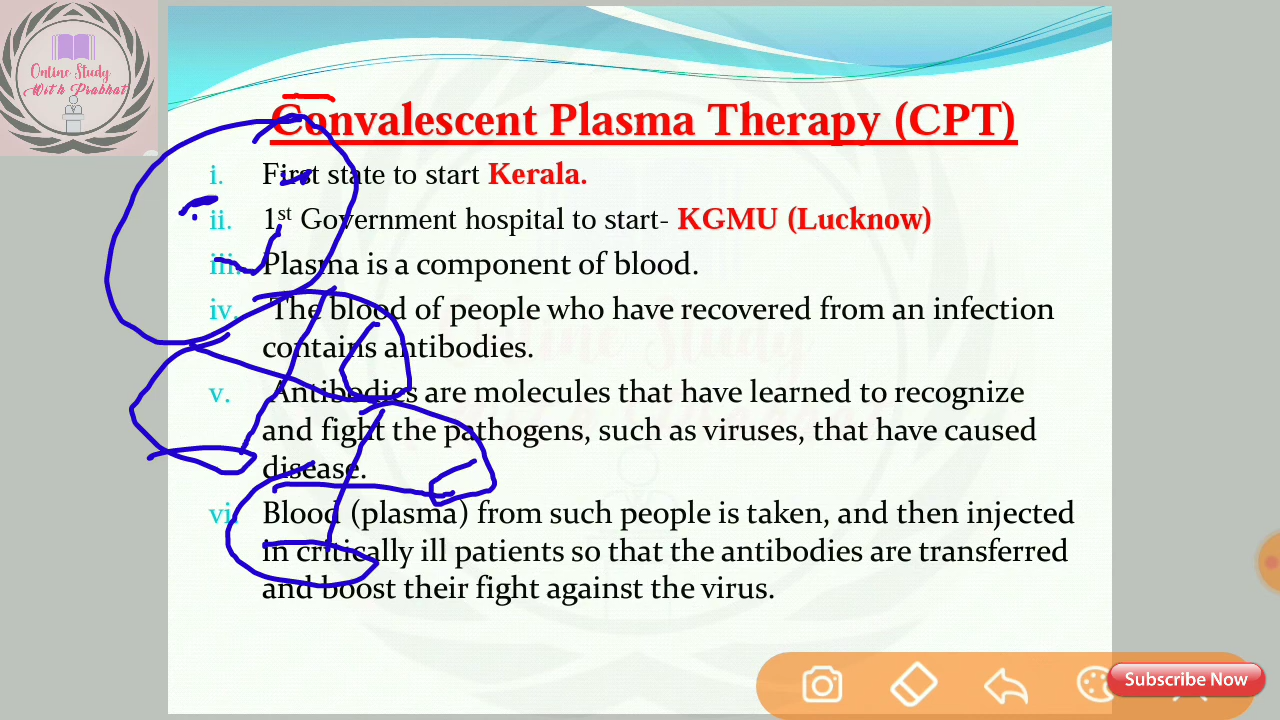 Online Study
With Prabhat
Convalescent Plasma Therapy (CPT)
i. First state to start Kerala.
ii. 1st Government hospital to start- KGMU (Lucknow)
iii. Plasma is a component of blood.
iv. The blood of people who have recovered from an infection
contains antibodies.
v. Antibodies are molecules that have learned to recognize
and fight the pathogens, such as viruses, that have caused
disease.
vi. Blood (plasma) from such people is taken, and then injected
in critically ill patients so that the antibodies are transferred
and boost their fight against the virus.
Subscribe Now